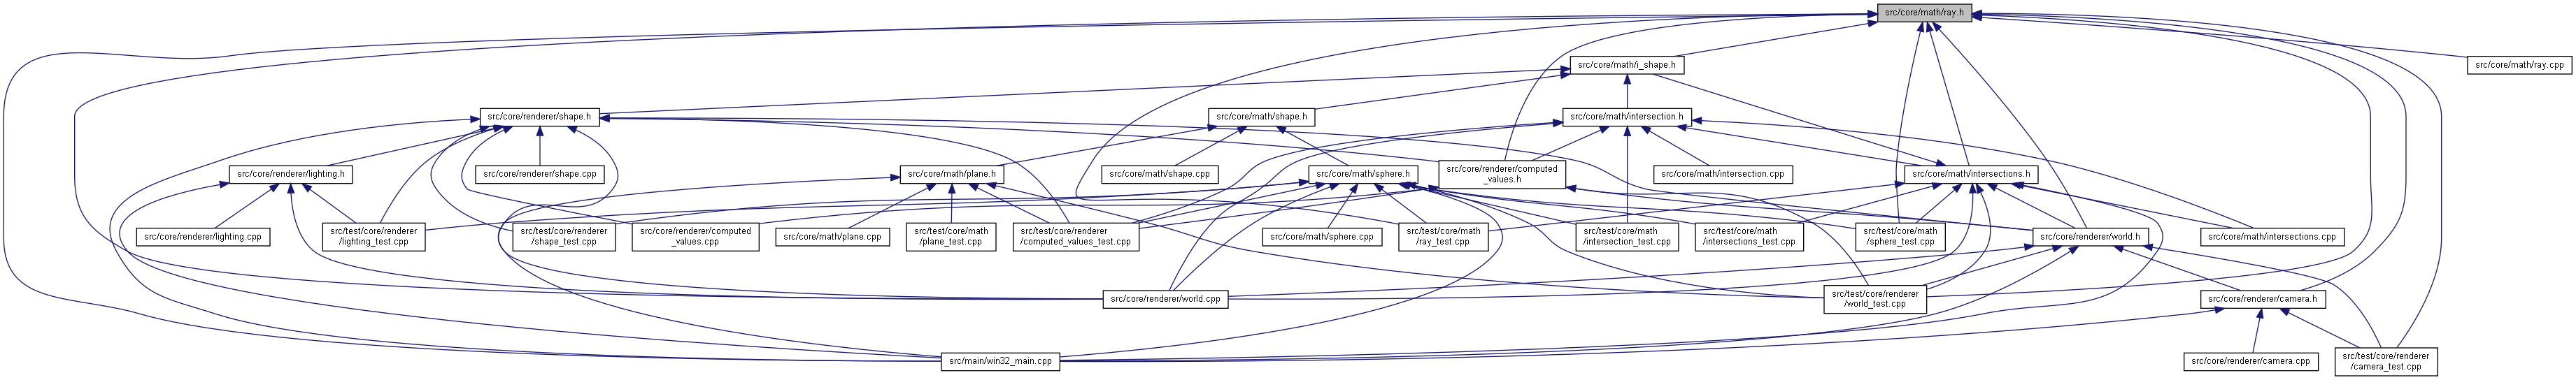 src/core/math/ray.h
src/core/math/i_shape.h
src/core/math/ray.cpp
src/core/renderer/shape.h
src/core/math/shape.h
src/core/math/intersection.h
src/core/renderer/lighting.h
src/core/renderer/shape.cpp
src/core/math/plane.h
src/core/math/shape.cpp
src/core/math/sphere.h
src/core/renderer/computed
_values.h
src/core/math/intersection.cpp
src/core/math/intersections.h
src/core/renderer/lighting.cpp
src/test/core/renderer
/lighting_test.cpp
src/test/core/renderer
/shape_test.cpp
src/core/renderer/computed
_values.cpp
src/core/math/plane.cpp
src/test/core/math
/plane_test.cpp
src/test/core/renderer
/computed_values_test.cpp
src/core/math/sphere.cpp
src/test/core/math
/ray_test.cpp
src/test/core/math
/intersection_test.cpp
src/test/core/math
/intersections_test.cpp
src/test/core/math
/sphere_test.cpp
src/core/renderer/world.h
src/core/math/intersections.cpp
src/core/renderer/world.cpp
src/test/core/renderer
/world_test.cpp
src/core/renderer/camera.h
src/main/win32_main.cpp
src/core/renderer/camera.cpp
src/test/core/renderer
/camera_test.cpp